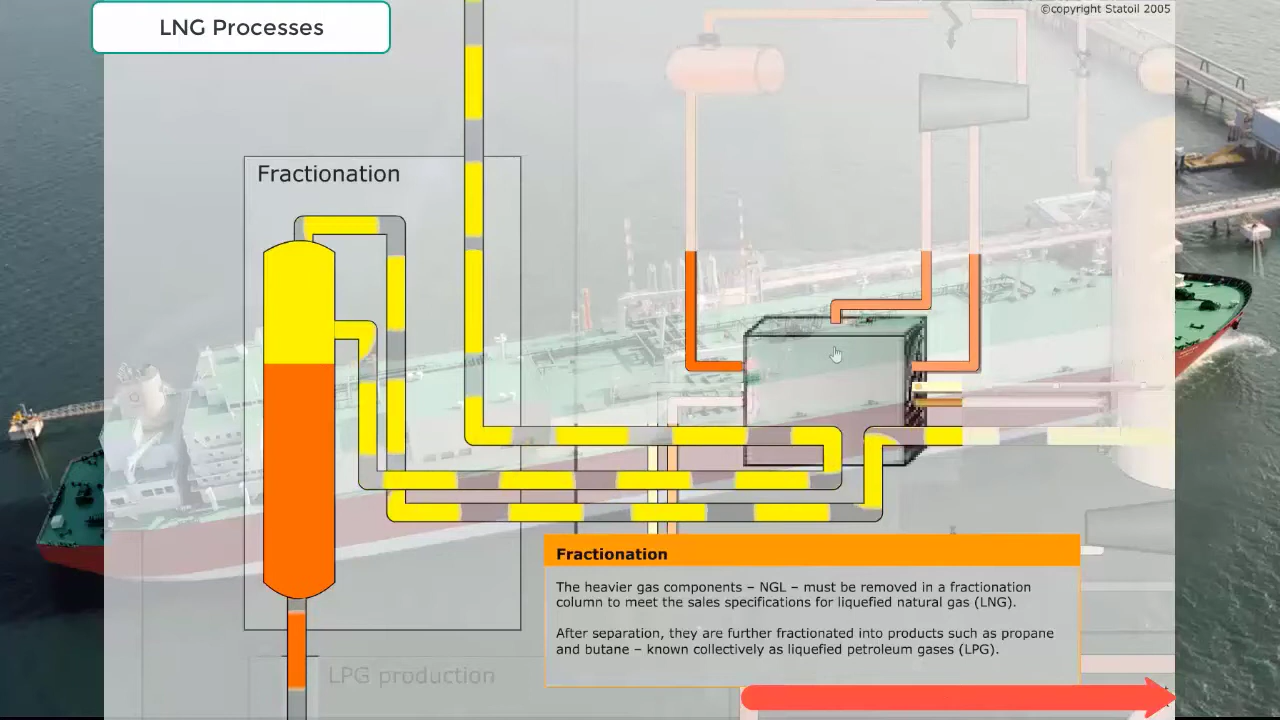 LNG Processes
©copyright Statoil 2005
Fractionation
Fractionation
The heavier gas components – NGL – must be removed in a fractionation
column to meet the sales specifications for liquefied natural gas (LNG).
After separation, they are further fractionated into products such as propane
and butane – known collectively as liquefied petroleum gases (LPG).
LPG production